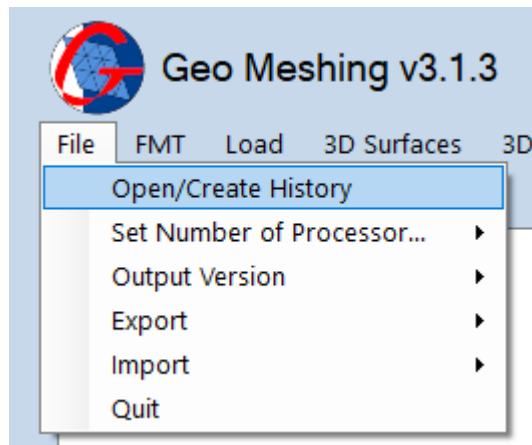 Geo Meshing v3.1.3
File FMT Load 3D Surfaces 3D
Open/Create History
Set Number of Processor...
Output Version
Export
Import
Quit